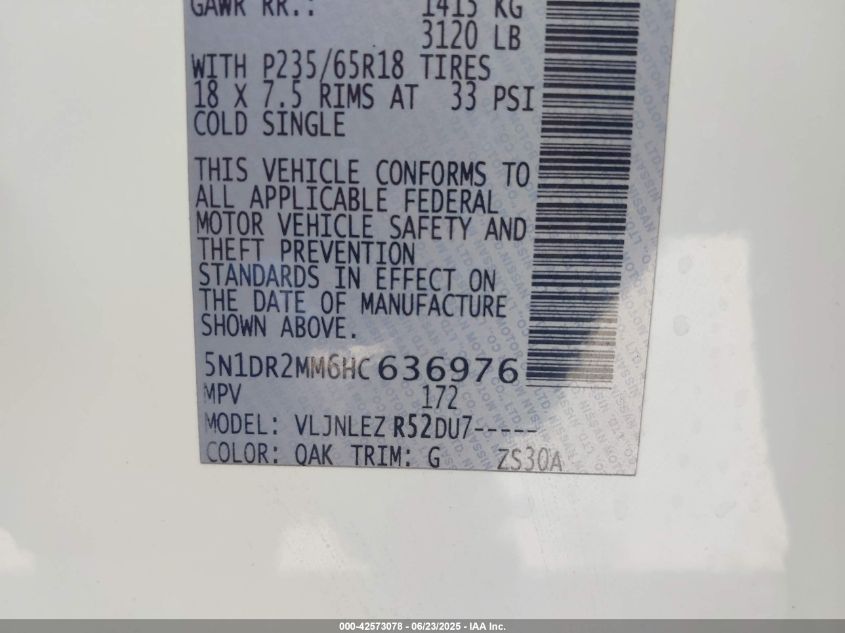 GAWR RR.: 1415 KG
3120 LB
WITH P235/65R18 TIRES
18 X 7.5 RIMS AT 33 PSI
COLD SINGLE
THIS VEHICLE CONFORMS TO
ALL APPLICABLE FEDERAL
MOTOR VEHICLE SAFETY AND
THEFT PREVENTION
STANDARDS IN EFFECT ON
THE DATE OF MANUFACTURE
SHOWN ABOVE.
5N1DR2MM6HC636976
MPV 172
MODEL: VLJNLEZ R52DU7-----
COLOR: QAK TRIM: G ZS30A
000-42573078 - 06/23/2025 - IAA Inc.